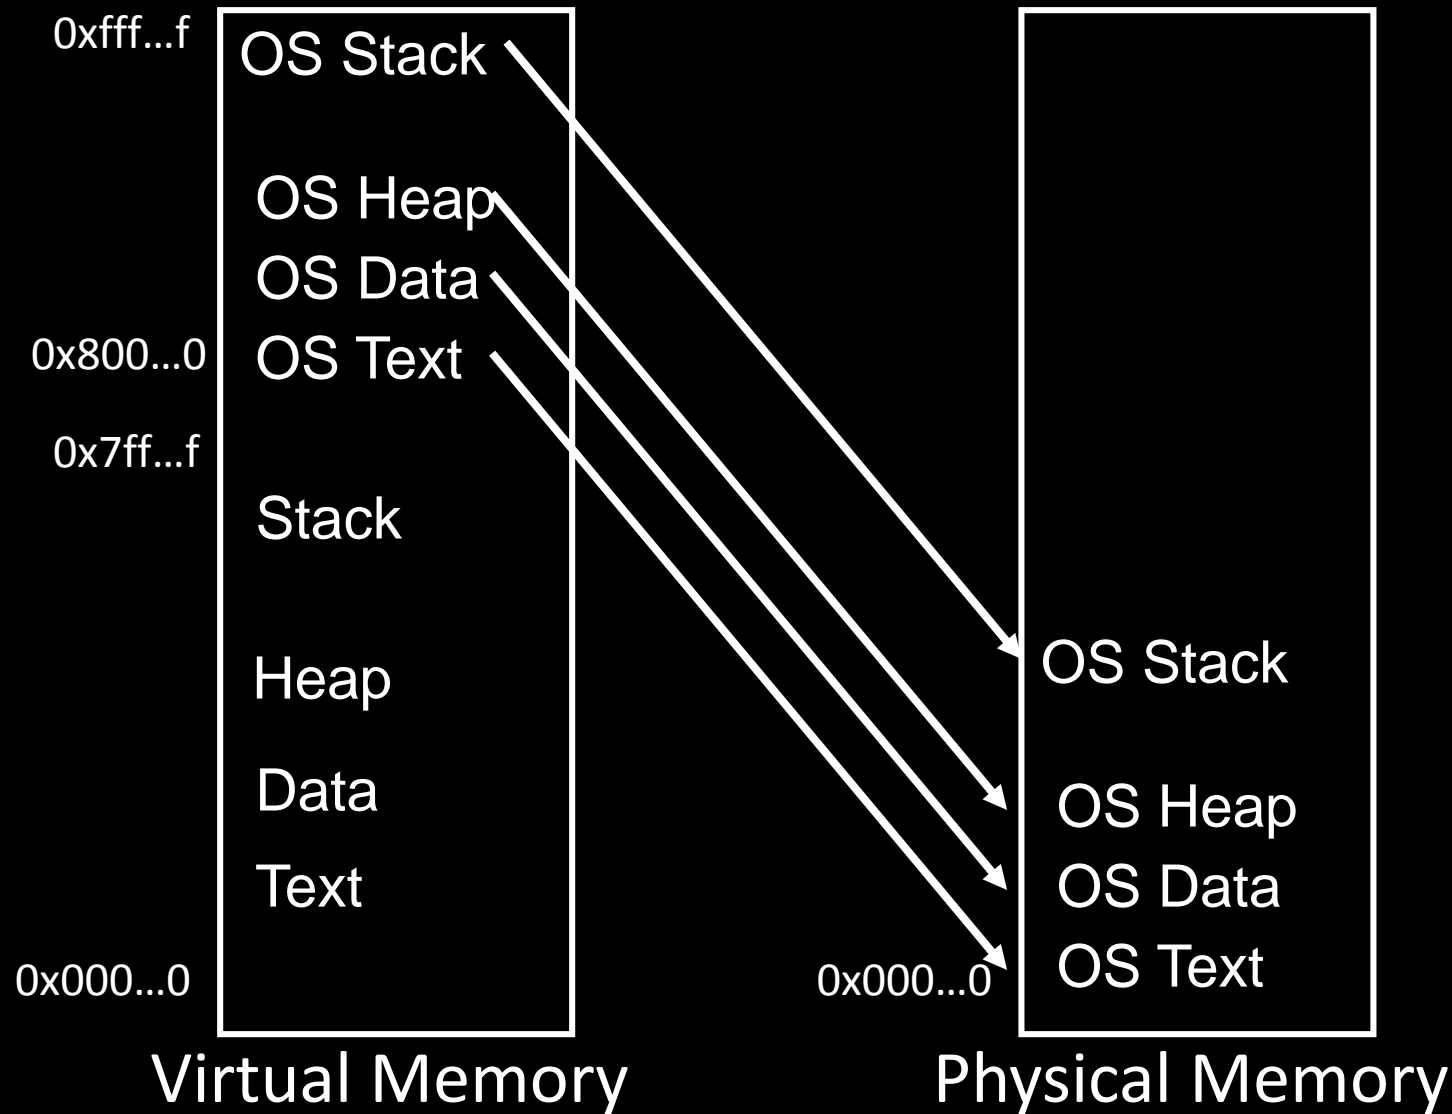 0xfff…f
OS Stack
OS Heap
OS Data
0x800…0
OS Text
0x7ff…f
Stack
Heap
Data
Text
0x000…0
Virtual Memory
OS Stack
OS Heap
OS Data
OS Text
0x000…0
Physical Memory